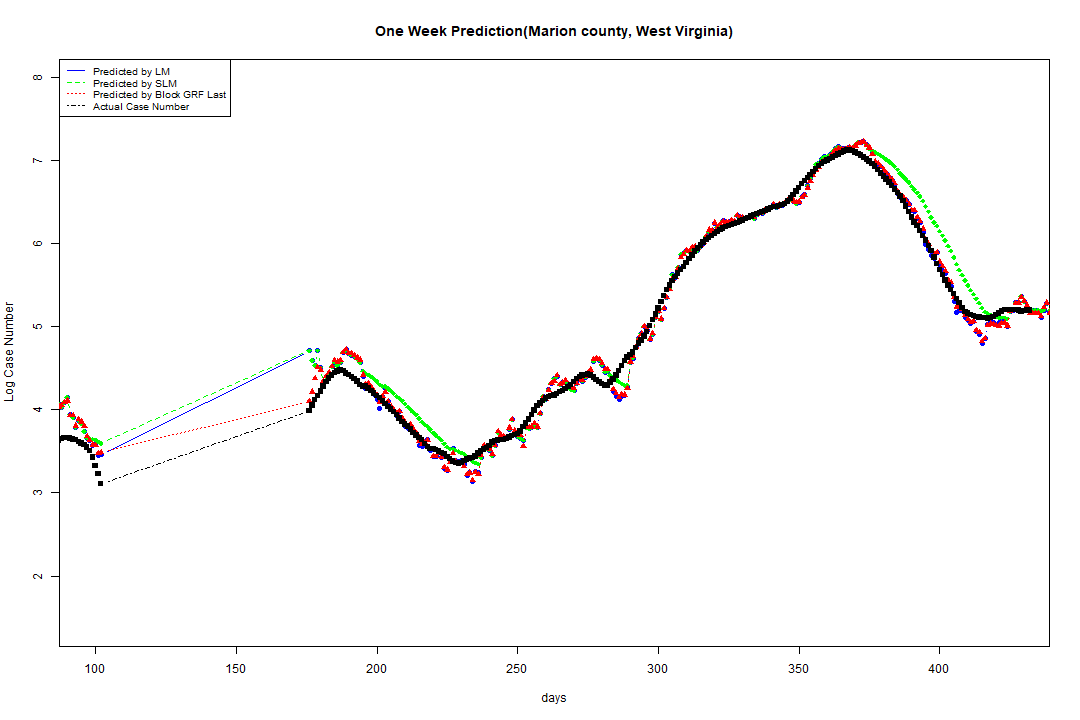 One Week Prediction(Marion county, West Virginia)
Predicted by LM
Predicted by SLM
Predicted by Block GRF Last
Actual Case Number
8
7
6
5
4
3
2
Log Case Number
100 150 200 250 300 350 400
days